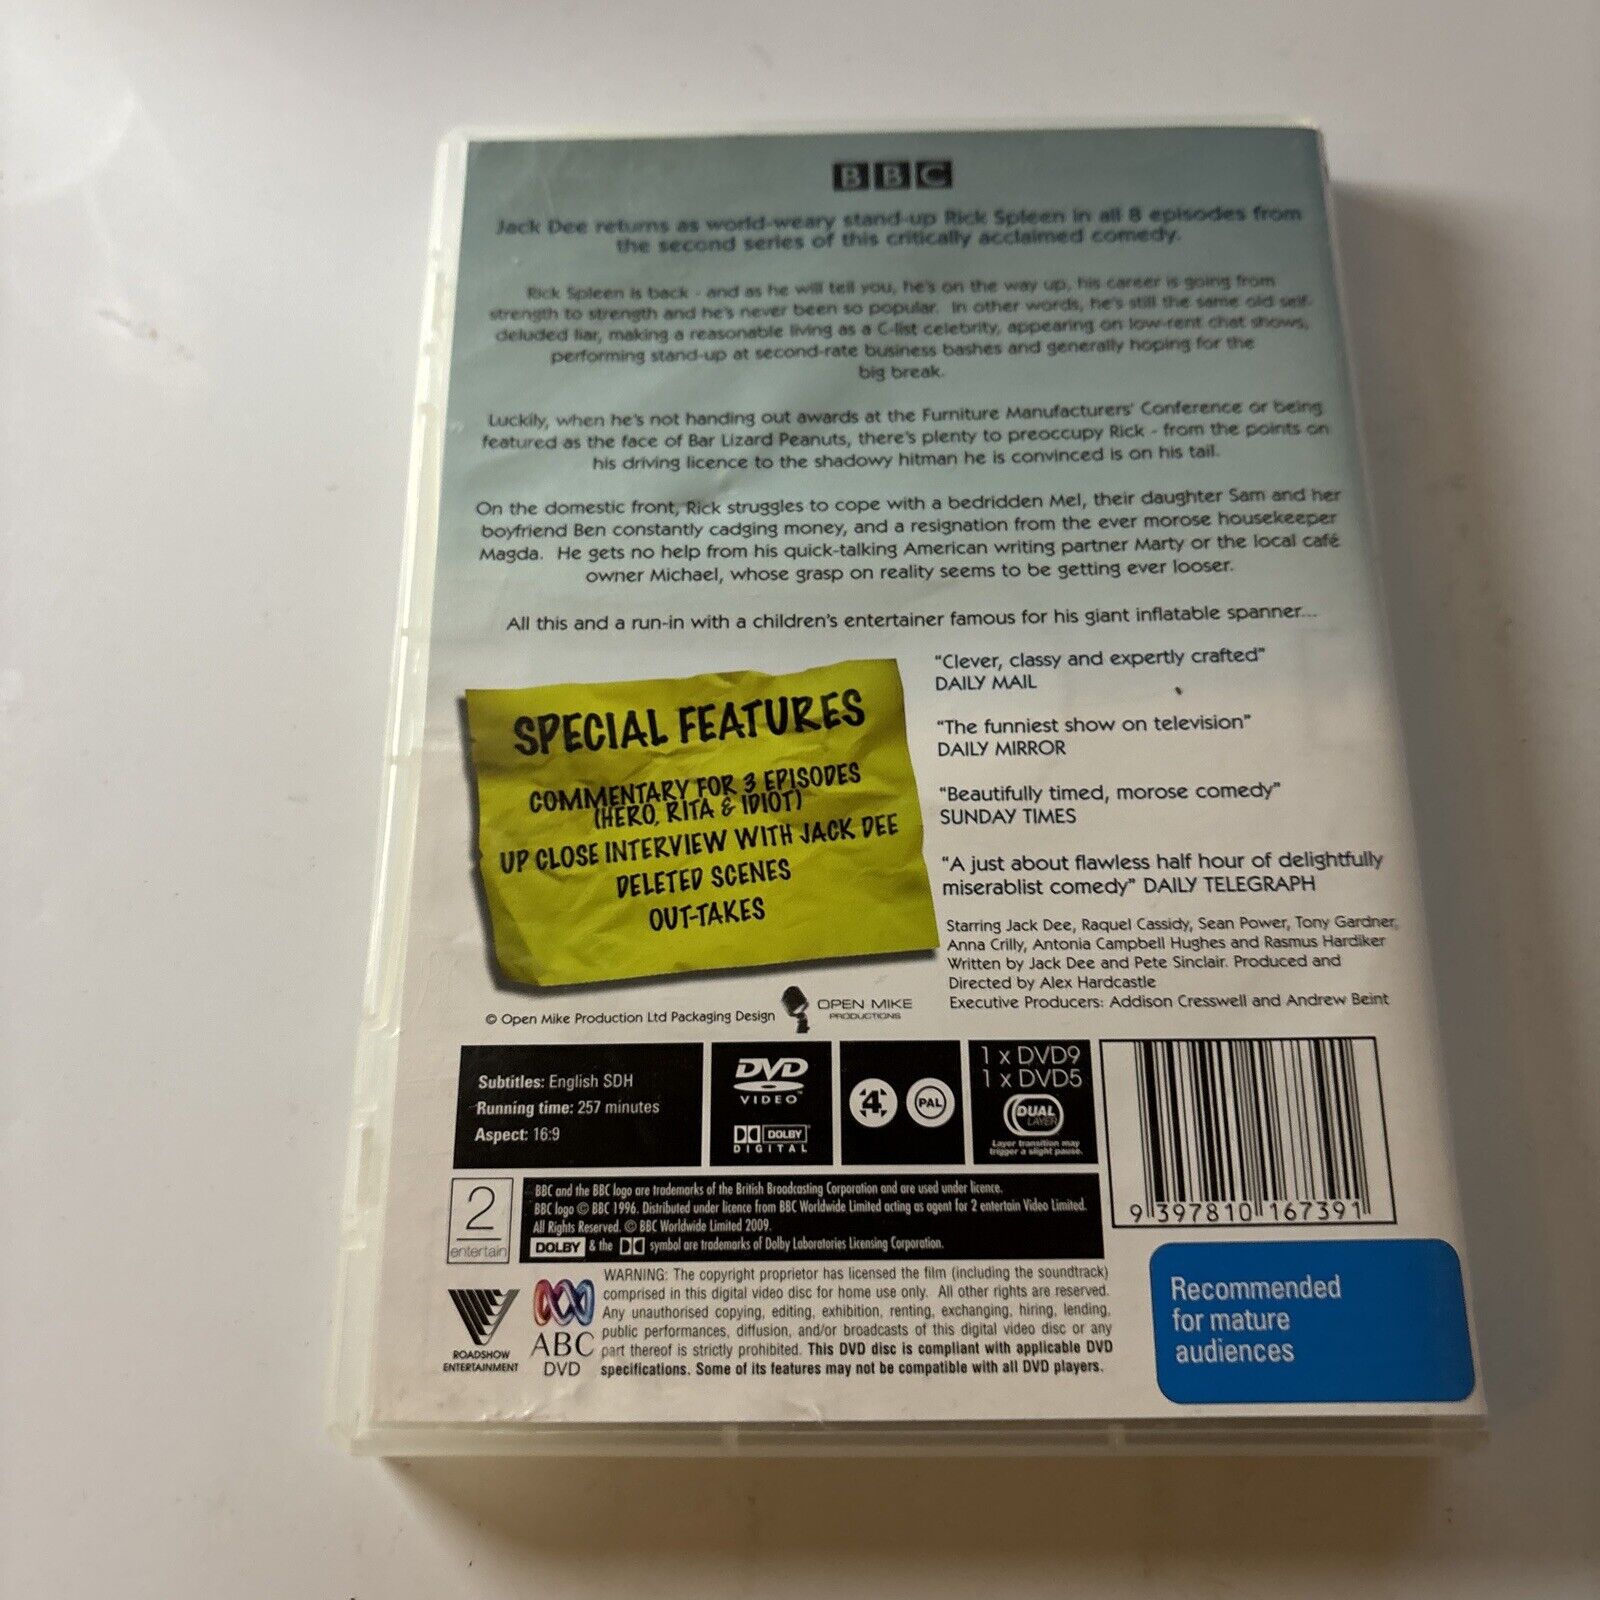 BBC
Jack Dee returns as world-weary stand-up Rick Spleen in all 8 episodes from
the second series of this critically acclaimed comedy.
Rick Spleen is back - and as he will tell you, he's on the way up, his career is going from
strength to strength and he's never been so popular. In other words, he's still the same old self-
deluded liar, making a reasonable living as a C-list celebrity, appearing on low-rent chat shows,
performing stand-up at second-rate business bashes and generally hoping for the
big break.
Luckily, when he's not handing out awards at the Furniture Manufacturers' Conference or being
featured as the face of Bar Lizard Peanuts, there's plenty to preoccupy Rick - from the points on
his driving licence to the shadowy hitman he is convinced is on his tail.
On the domestic front, Rick struggles to cope with a bedridden Mel, their daughter Sam and her
boyfriend Ben constantly cadging money, and a resignation from the ever morose housekeeper
Magda. He gets no help from his quick-talking American writing partner Marty or the local café
owner Michael, whose grasp on reality seems to be getting ever looser.
All this and a run-in with a children's entertainer famous for his giant inflatable spanner...
SPECIAL FEATURES
COMMENTARY FOR 3 EPISODES
(HERO, RITA & IDIOT)
UP CLOSE INTERVIEW WITH JACK DEE
DELETED SCENES
OUT-TAKES
"Clever, classy and expertly crafted"
DAILY MAIL
"The funniest show on television"
DAILY MIRROR
"Beautifully timed, morose comedy"
SUNDAY TIMES
"A just about flawless half hour of delightfully
miserablist comedy" DAILY TELEGRAPH
Starring Jack Dee, Raquel Cassidy, Sean Power, Tony Gardner,
Anna Crilly, Antonia Campbell Hughes and Rasmus Hardiker
Written by Jack Dee and Pete Sinclair. Produced and
Directed by Alex Hardcastle
Executive Producers: Addison Cresswell and Andrew Beint
© Open Mike Production Ltd Packaging Design
OPEN MIKE
PRODUCTIONS
Subtitles: English SDH
Running time: 257 minutes
Aspect: 16:9
DVD
VIDEO
DOLBY
DIGITAL
4
PAL
1 x DVD9
1 x DVD5
DUAL
LAYER
Layer transition may
trigger a slight pause.
9 397810 167391
2
entertain
BBC and the BBC logo are trademarks of the British Broadcasting Corporation and are used under licence.
BBC logo © BBC 1996. Distributed under licence from BBC Worldwide Limited acting as agent for 2 entertain Video Limited.
All Rights Reserved. © BBC Worldwide Limited 2009.
DOLBY & the symbol are trademarks of Dolby Laboratories Licensing Corporation.
ROADSHOW
ENTERTAINMENT
ABC
DVD
WARNING: The copyright proprietor has licensed the film (including the soundtrack)
comprised in this digital video disc for home use only. All other rights are reserved.
Any unauthorised copying, editing, exhibition, renting, exchanging, hiring, lending,
public performances, diffusion, and/or broadcasts of this digital video disc or any
part thereof is strictly prohibited. This DVD disc is compliant with applicable DVD
specifications. Some of its features may not be compatible with all DVD players.
Recommended
for mature
audiences